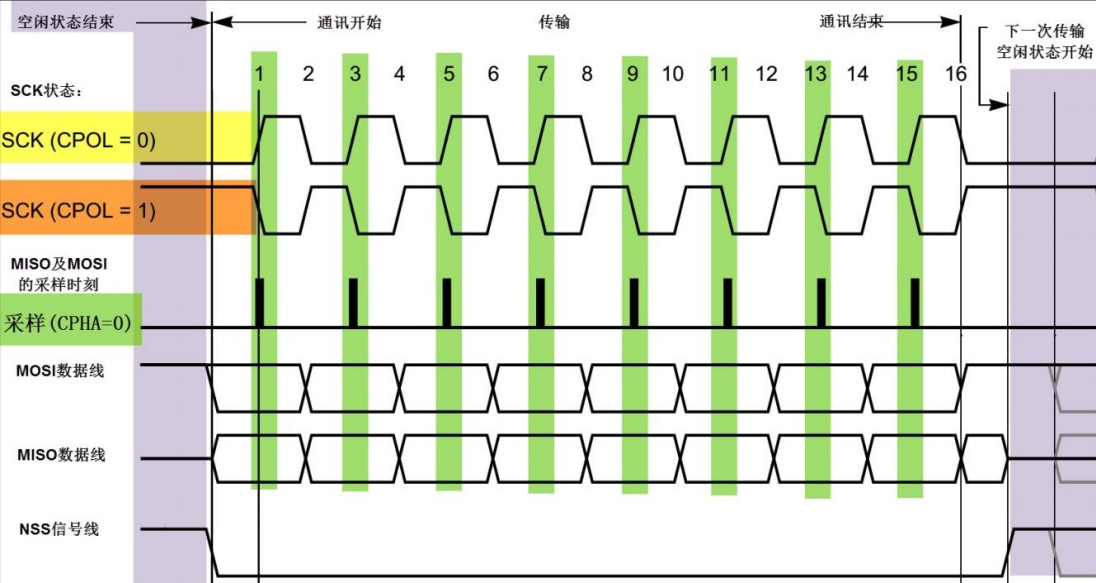 空闲状态结束
通讯开始
传输
通讯结束
下一次传输
空闲状态开始
1 2 3 4 5 6 7 8 9 10 11 12 13 14 15 16
SCK状态:
SCK (CPOL = 0)
SCK (CPOL = 1)
MISO及MOSI
的采样时刻
采样(CPHA=0)
MOSI数据线
MISO数据线
NSS信号线